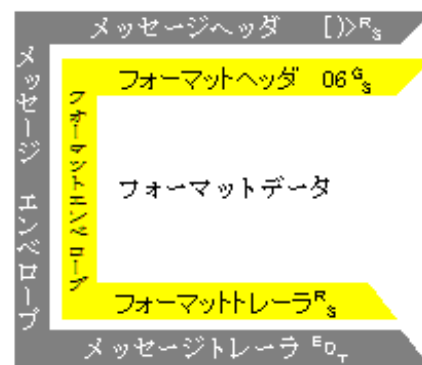 メッセージヘッダ [)>RS
メッセージ エンベロープ
フォーマットヘッダ 06GS
フォーマットエンベロープ
フォーマットデータ
フォーマットトレーラRS
メッセージトレーラ EOT